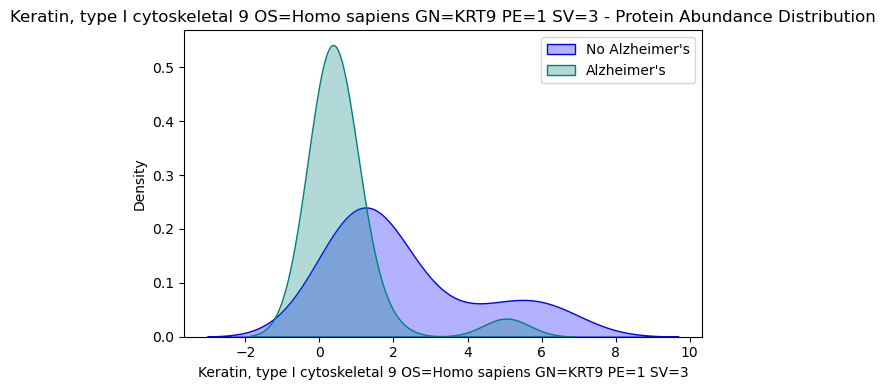 Keratin, type I cytoskeletal 9 OS=Homo sapiens GN=KRT9 PE=1 SV=3 - Protein Abundance Distribution
No Alzheimer's
Alzheimer's
Density
0.5
0.4
0.3
0.2
0.1
0.0
−2 0 2 4 6 8 10
Keratin, type I cytoskeletal 9 OS=Homo sapiens GN=KRT9 PE=1 SV=3